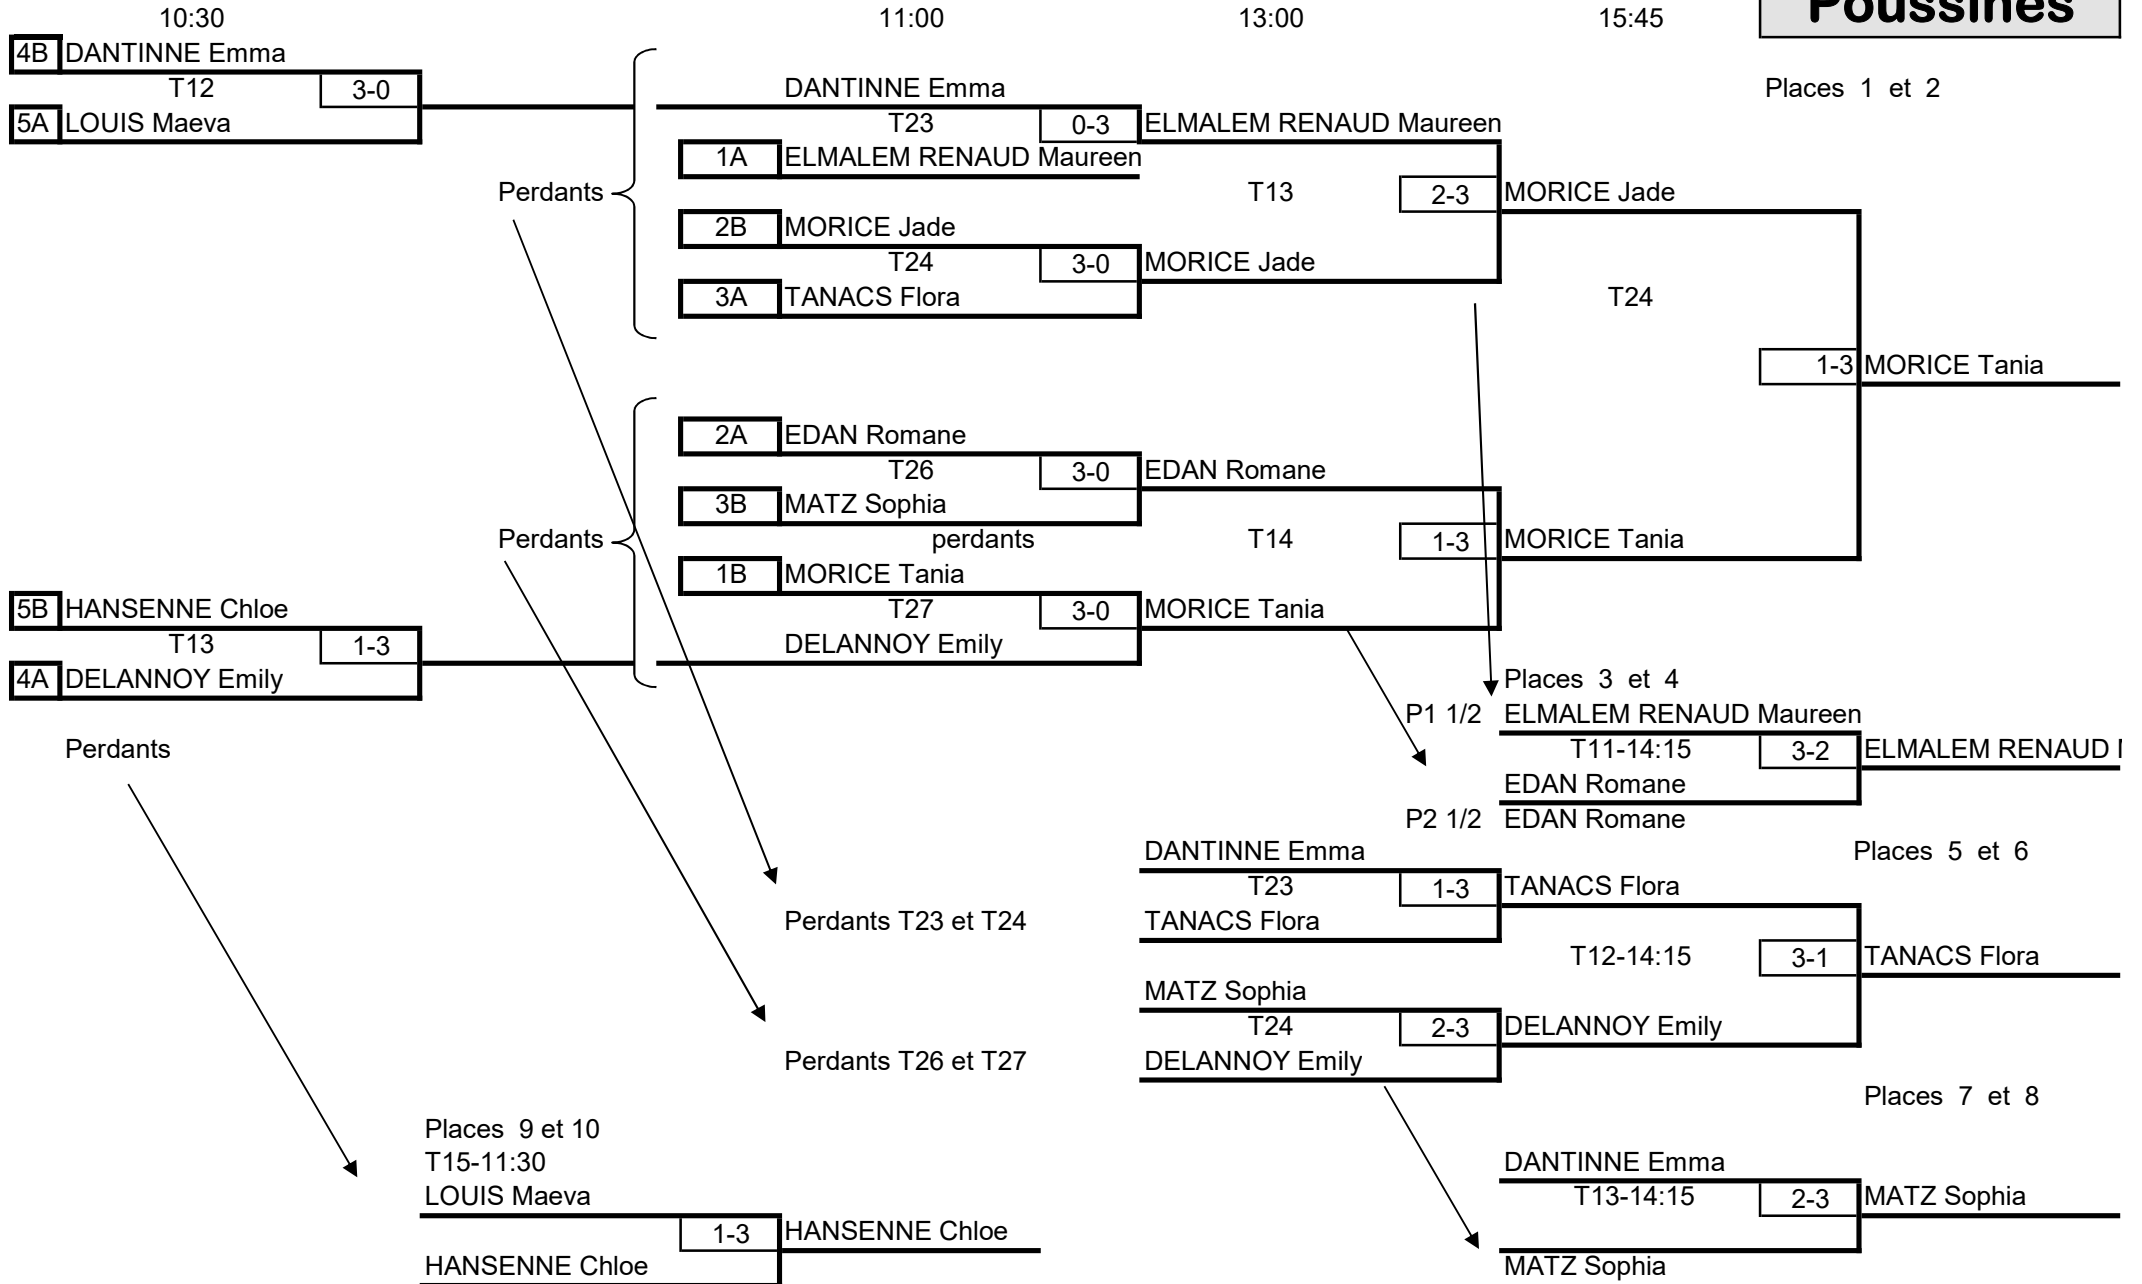 10:30 11:00 13:00 15:45 Poussines
4B DANTINNE Emma
T12 3-0 DANTINNE Emma Places 1 et 2
5A LOUIS Maeva T23 0-3 ELMALEM RENAUD Maureen
1A ELMALEM RENAUD Maureen
Perdants T13 2-3 MORICE Jade
2B MORICE Jade
T24 3-0 MORICE Jade
3A TANACS Flora T24
1-3 MORICE Tania
2A EDAN Romane
T26 3-0 EDAN Romane
3B MATZ Sophia
Perdants perdants T14 1-3 MORICE Tania
1B MORICE Tania
5B HANSENNE Chloe T27 3-0 MORICE Tania
T13 1-3 DELANNOY Emily
4A DELANNOY Emily Places 3 et 4
P1 1/2 ELMALEM RENAUD Maureen
Perdants T11-14:15 3-2 ELMALEM RENAUD
EDAN Romane
P2 1/2 EDAN Romane
DANTINNE Emma Places 5 et 6
T23 1-3 TANACS Flora
Perdants T23 et T24 TANACS Flora
T12-14:15 3-1 TANACS Flora
MATZ Sophia
T24 2-3 DELANNOY Emily
Perdants T26 et T27 DELANNOY Emily
Places 7 et 8
Places 9 et 10
T15-11:30 DANTINNE Emma
LOUIS Maeva T13-14:15 2-3 MATZ Sophia
1-3 HANSENNE Chloe
HANSENNE Chloe MATZ Sophia